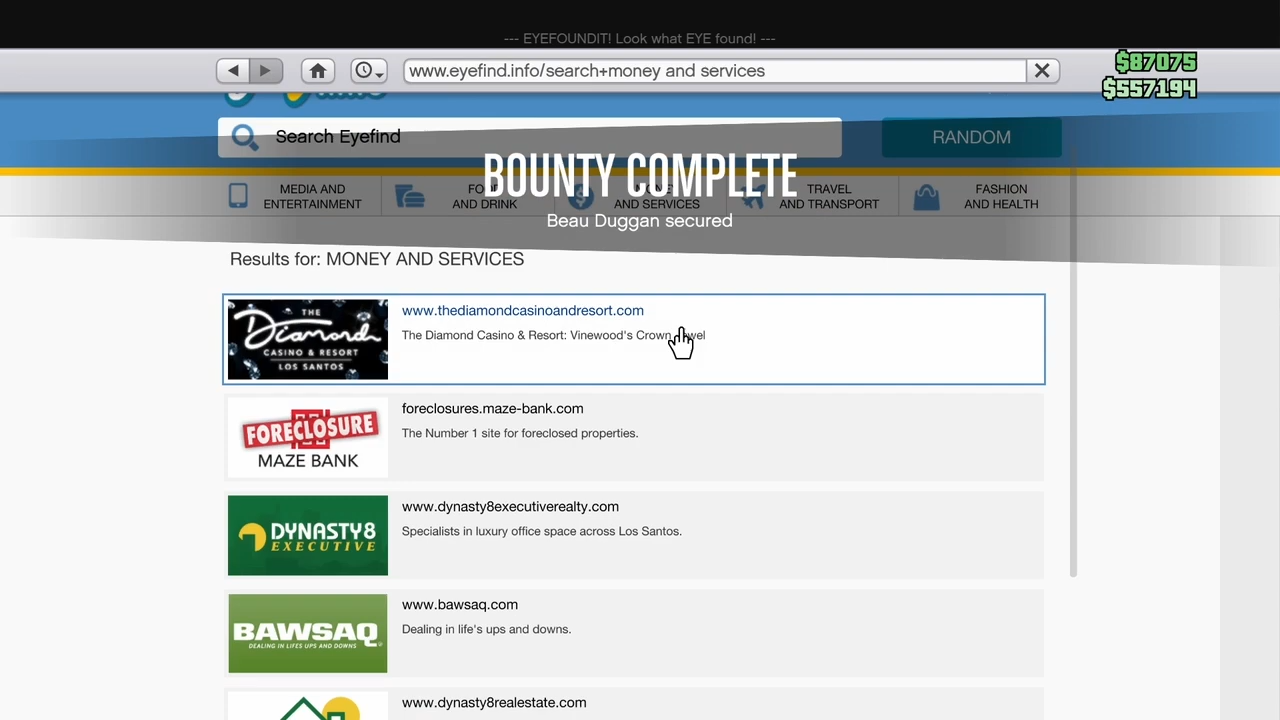 --- EYEFOUNDIT! Look what EYE found! ---
www.eyefind.info/search+money and services
$87075
$557194
Search Eyefind
RANDOM
BOUNTY COMPLETE
Beau Duggan secured
MEDIA AND
ENTERTAINMENT
AND DRINK
AND SERVICES
TRAVEL
AND TRANSPORT
FASHION
AND HEALTH
Results for: MONEY AND SERVICES
THE
Diamond
CASINO & RESORT
LOS SANTOS
www.thediamondcasinoandresort.com
The Diamond Casino & Resort: Vinewood's Crown
FORECLOSURE
MAZE BANK
foreclosures.maze-bank.com
The Number 1 site for foreclosed properties.
DYNASTY8
EXECUTIVE
www.dynasty8executiverealty.com
Specialists in luxury office space across Los Santos.
BAWSAQ
DEALING IN LIFES UPS AND DOWNS
www.bawsaq.com
Dealing in life's ups and downs.
www.dynasty8realestate.com